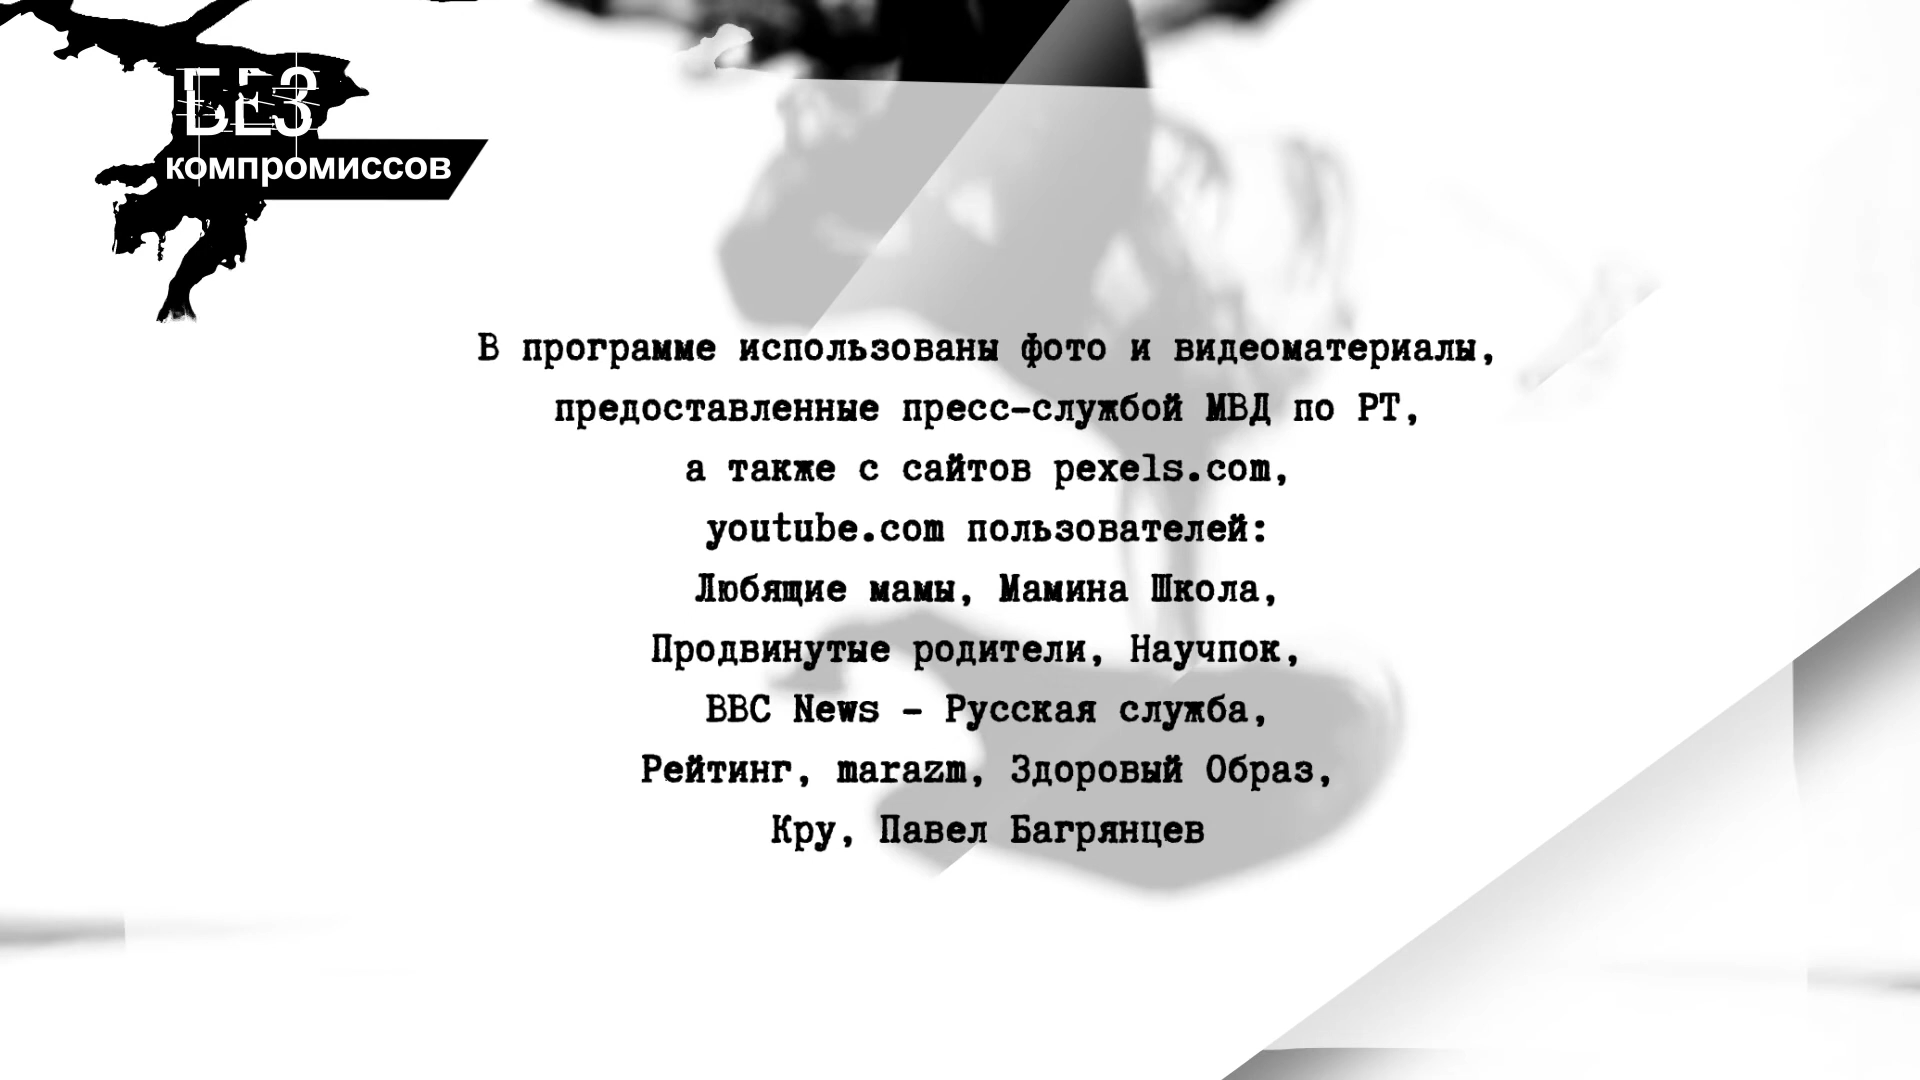 БЕЗ
компромиссов
В программе использованы фото и видеоматериалы,
предоставленные пресс-службой МВД по РТ,
а также с сайтов pexels.com,
youtube.com пользователей:
Любящие мамы, Мамина Школа,
Продвинутые родители, Научпок,
BBC News - Русская служба,
Рейтинг, marazm, Здоровый Образ,
Кру, Павел Багрянцев